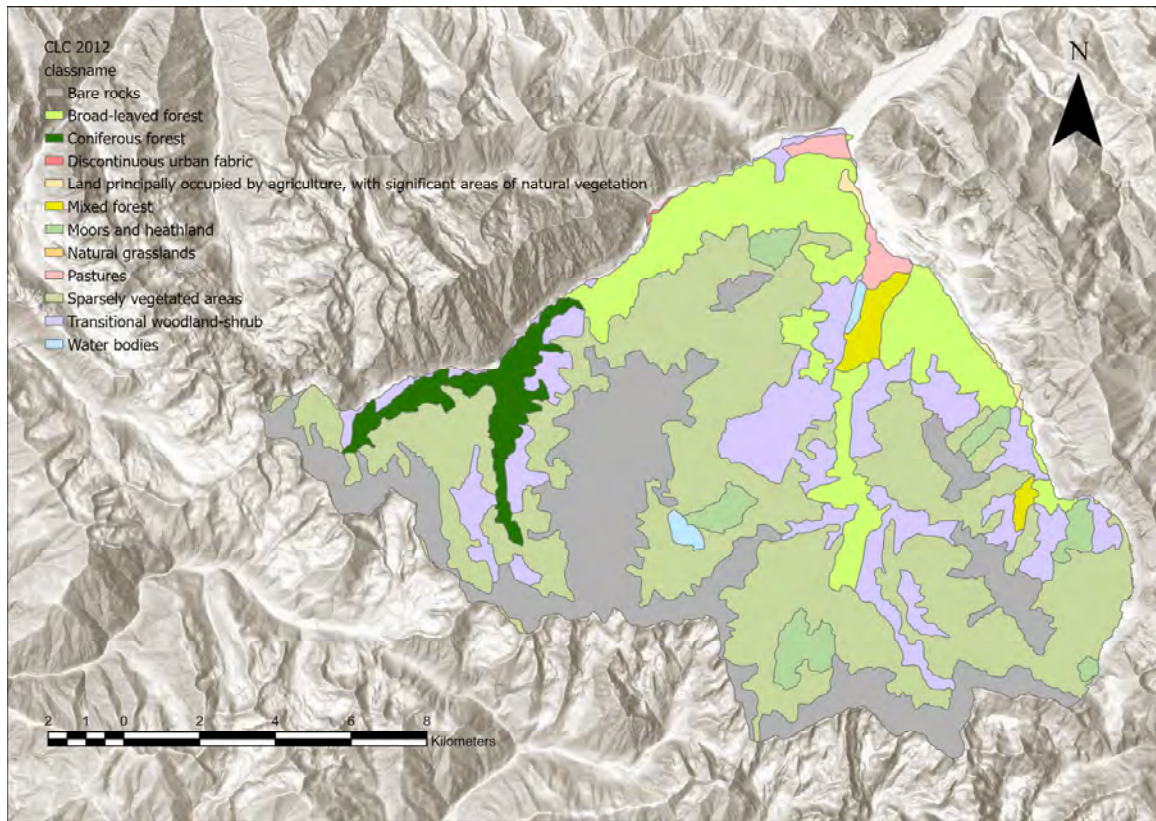 CLC 2012
classname
Bare rocks
Broad-leaved forest
Coniferous forest
Discontinuous urban fabric
Land principally occupied by agriculture, with significant areas of natural vegetation
Mixed forest
Moors and heathland
Natural grasslands
Pastures
Sparsely vegetated areas
Transitional woodland-shrub
Water bodies
N
2 1 0 2 4 6 8
Kilometers